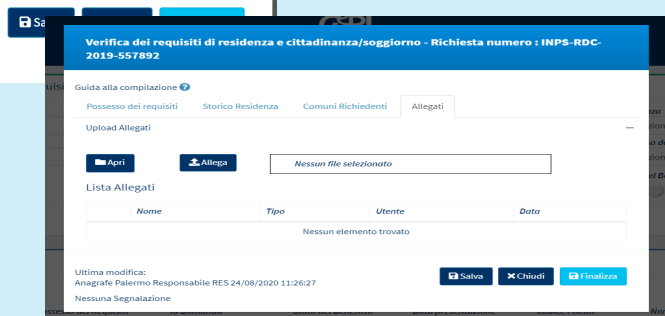 Sa
Verifica dei requisiti di residenza e cittadinanza/soggiorno - Richiesta numero : INPS-RDC-
2019-557892
Guida alla compilazione
Possesso dei requisiti Storico Residenza Comuni Richiedenti Allegati
Upload Allegati
Apri Allega Nessun file selezionato
Lista Allegati
Nome Tipo Utente Data
Nessun elemento trovato
Ultima modifica:
Anagrafe Palermo Responsabile RES 24/08/2020 11:26:27
Salva Chiudi Finalizza
Nessuna Segnalazione